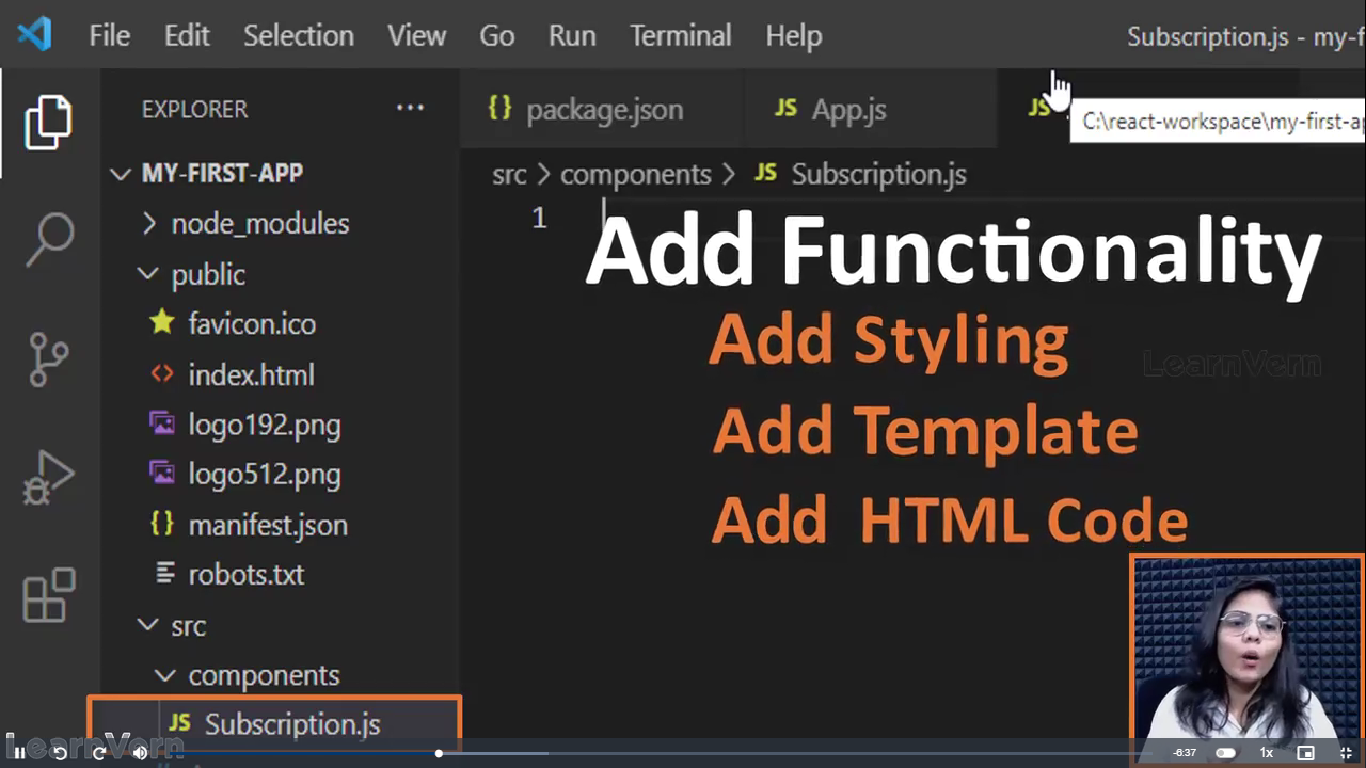 File Edit Selection View Go Run Terminal Help
Subscription.js - my-f
EXPLORER ...
{} package.json
JS App.js
JS
C:\react-workspace\my-first-ap
MY-FIRST-APP
src > components > JS Subscription.js
1
node_modules
public
favicon.ico
index.html
logo192.png
logo512.png
{} manifest.json
robots.txt
src
components
JS Subscription.js
Add Functionality
Add Styling
Add Template
Add HTML Code
LearnVern
LearnVern
-6:37
1x